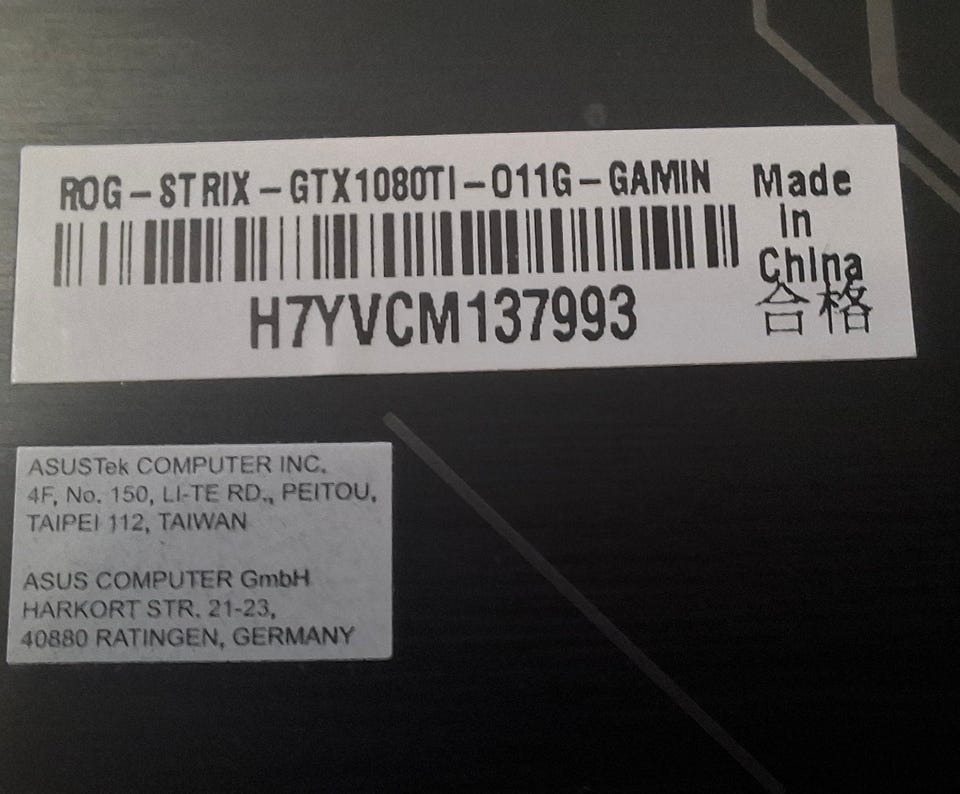 ROG-STRIX-GTX1080TI-O11G-GAMIN
H7YVCM137993
Made
in
China
合格
ASUSTek COMPUTER INC.
4F, No. 150, LI-TE RD., PEITOU,
TAIPEI 112, TAIWAN
ASUS COMPUTER GmbH
HARKORT STR. 21-23,
40880 RATINGEN, GERMANY